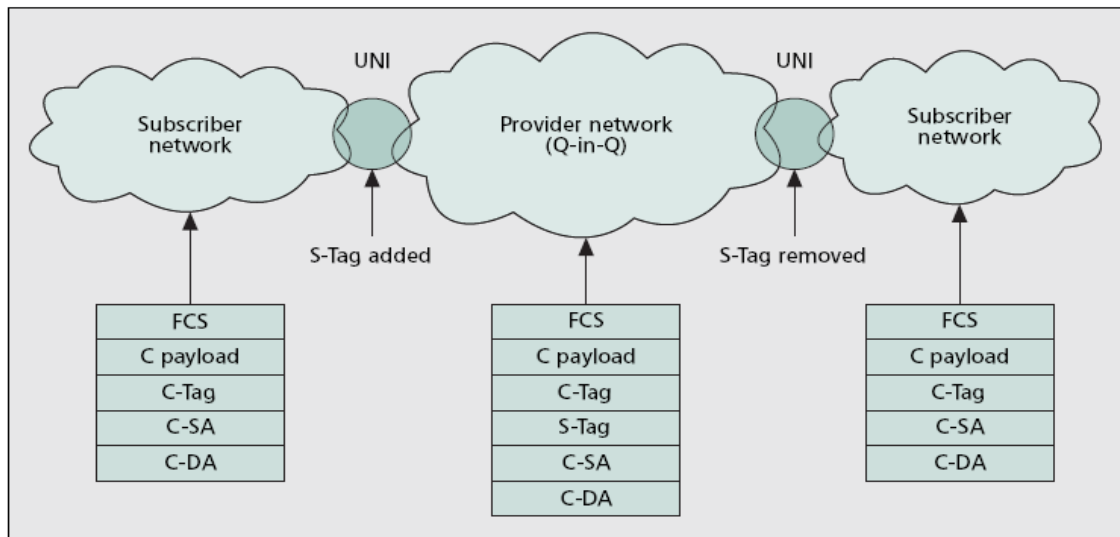 UNI
UNI
Subscriber
network
Provider network
(Q-in-Q)
Subscriber
network
S-Tag added
S-Tag removed
FCS
C payload
C-Tag
C-SA
C-DA
FCS
C payload
C-Tag
S-Tag
C-SA
C-DA
FCS
C payload
C-Tag
C-SA
C-DA